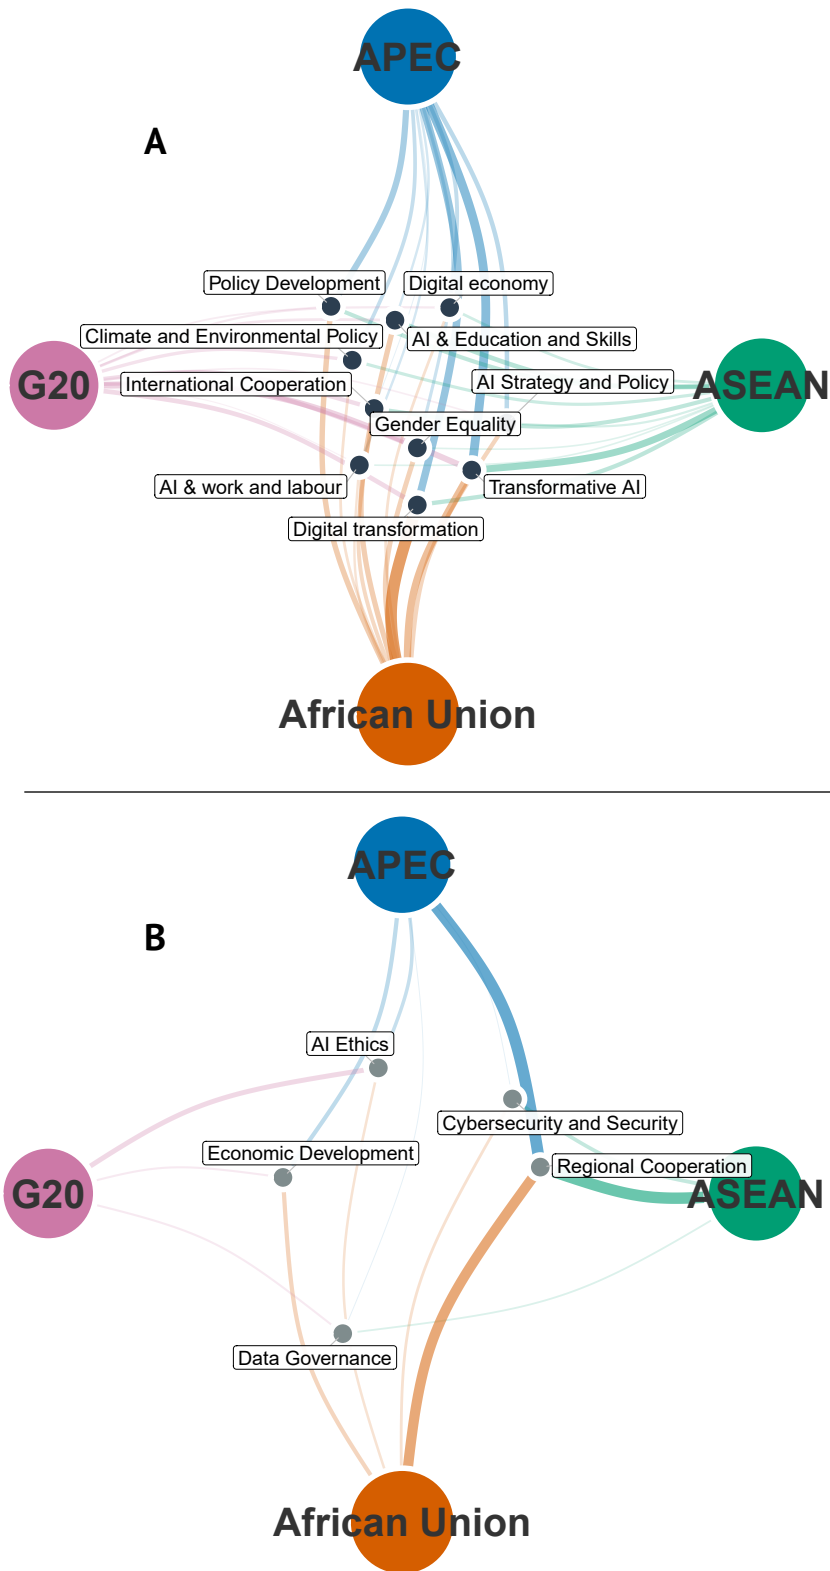 APEC
A
Policy Development
Digital economy
Climate and Environmental Policy
AI & Education and Skills
G20
International Cooperation
AI Strategy and Policy
ASEAN
Gender Equality
AI & work and labour
Transformative AI
Digital transformation
African Union
APEC
B
AI Ethics
Cybersecurity and Security
Economic Development
Regional Cooperation
G20
ASEAN
Data Governance
African Union